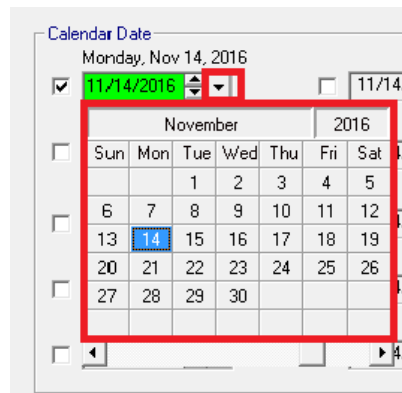 Calendar Date
Monday, Nov 14, 2016
11/14/2016 11/14
November 2016
Sun Mon Tue Wed Thu Fri Sat
1 2 3 4 5
6 7 8 9 10 11 12
13 14 15 16 17 18 19
20 21 22 23 24 25 26
27 28 29 30